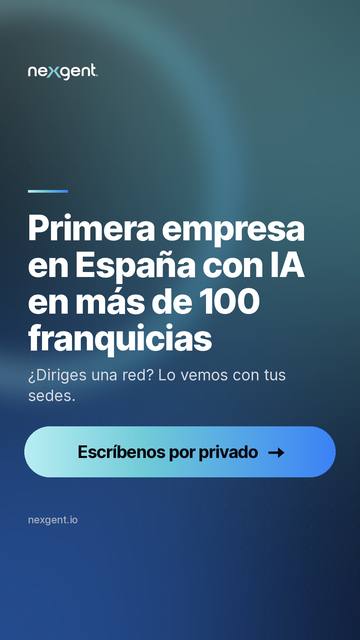 nexgent.
Primera empresa
en España con IA
en más de 100
franquicias
¿Diriges una red? Lo vemos con tus
sedes.
Escríbenos por privado →
nexgent.io